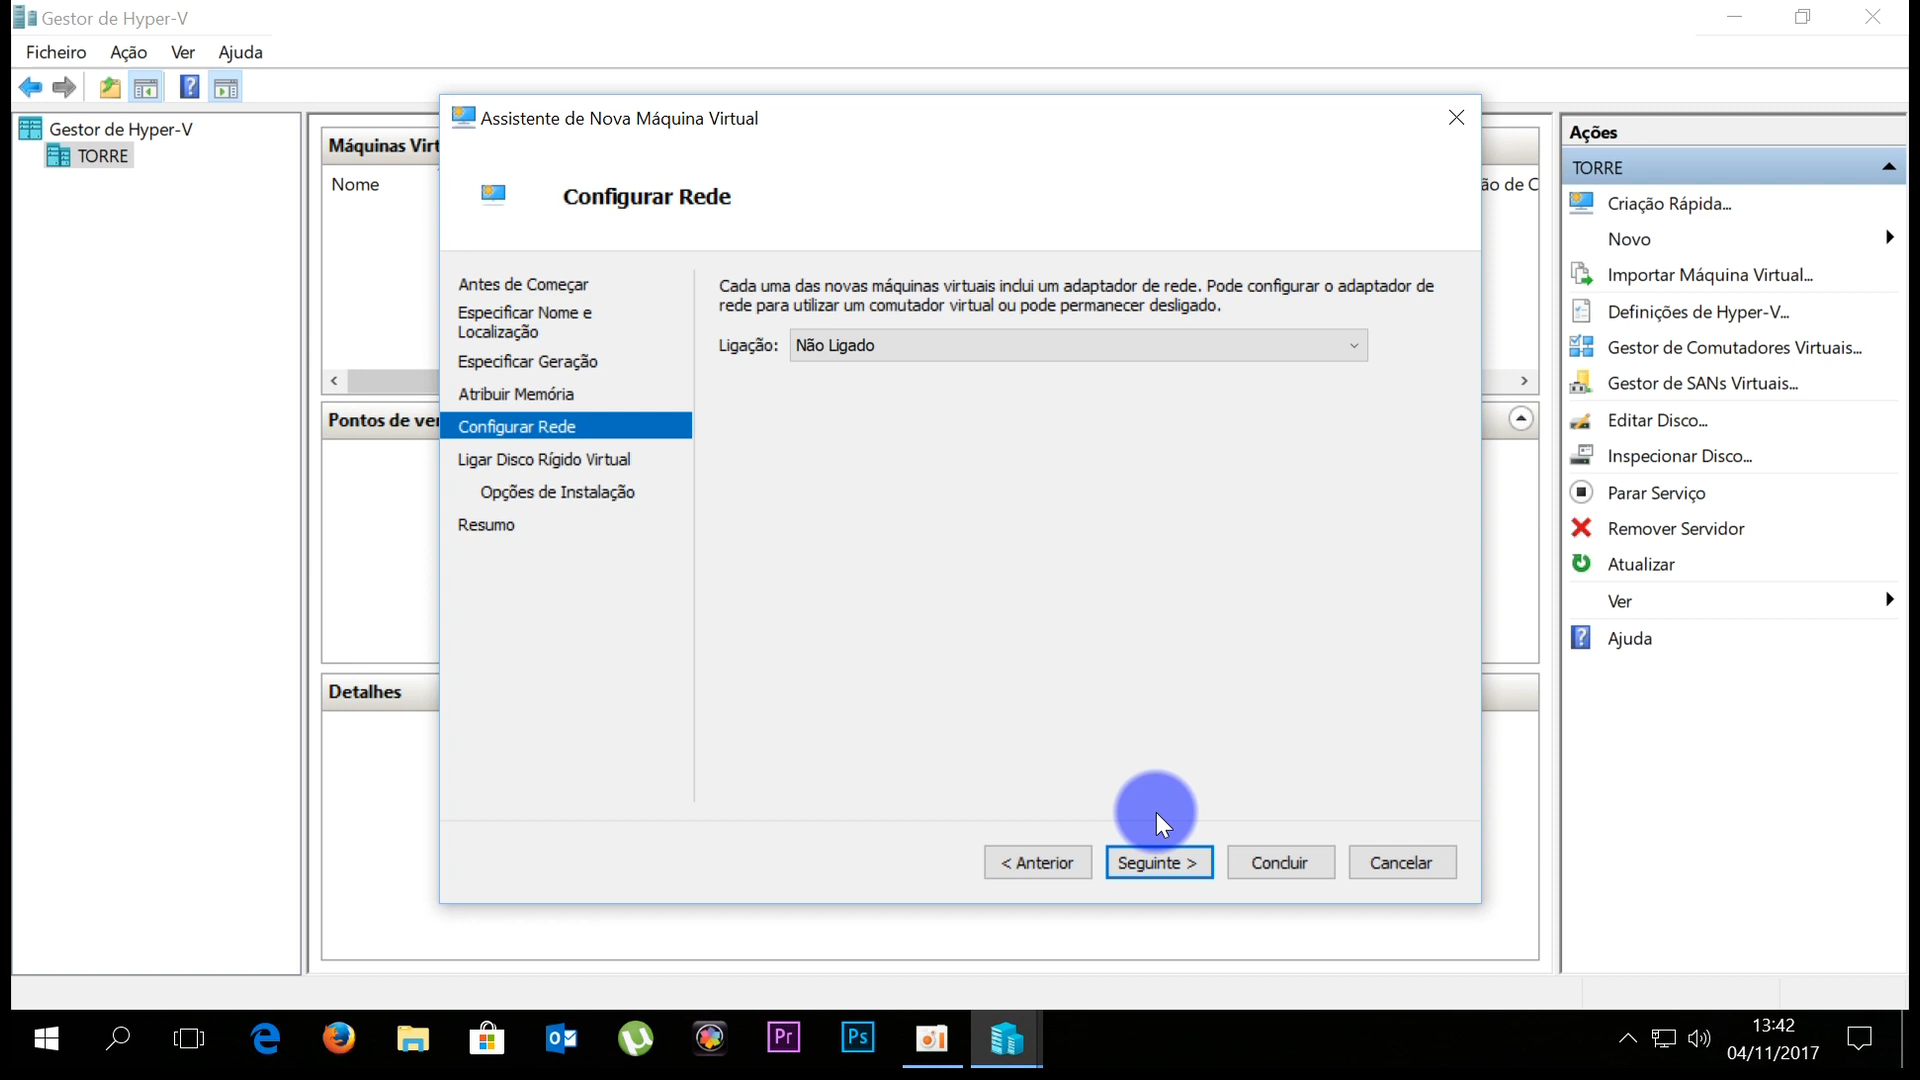 Gestor de Hyper-V
Ficheiro Ação Ver Ajuda
Gestor de Hyper-V
TORRE
Máquinas Virt
Nome
ão de C
Pontos de ver
Detalhes
Assistente de Nova Máquina Virtual
Configurar Rede
Antes de Começar
Especificar Nome e
Localização
Especificar Geração
Atribuir Memória
Configurar Rede
Ligar Disco Rígido Virtual
Opções de Instalação
Resumo
Cada uma das novas máquinas virtuais inclui um adaptador de rede. Pode configurar o adaptador de
rede para utilizar um comutador virtual ou pode permanecer desligado.
Ligação: Não Ligado
< Anterior Seguinte > Concluir Cancelar
Ações
TORRE
Criação Rápida...
Novo
Importar Máquina Virtual...
Definições de Hyper-V...
Gestor de Comutadores Virtuais...
Gestor de SANs Virtuais...
Editar Disco...
Inspecionar Disco...
Parar Serviço
Remover Servidor
Atualizar
Ver
Ajuda
Pr
Ps
13:42
04/11/2017